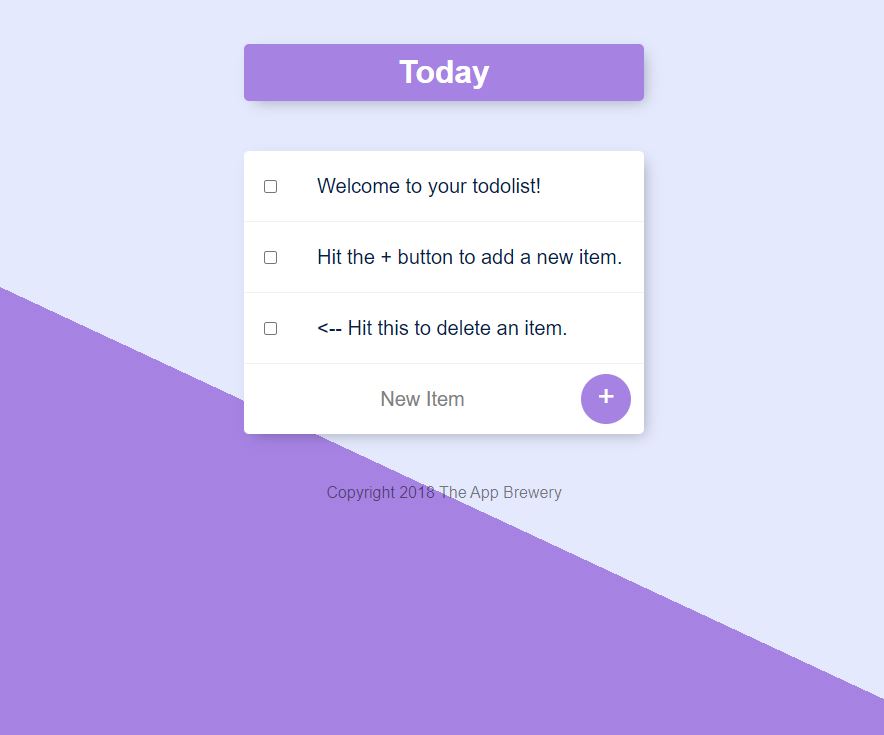 Today
Welcome to your todolist!
Hit the + button to add a new item.
<-- Hit this to delete an item.
New Item +
Copyright 2018 The App Brewery